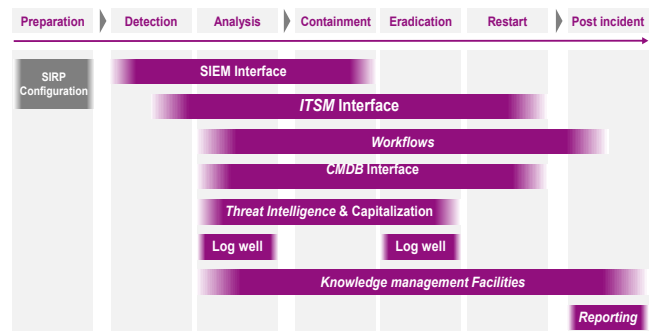 Preparation
Detection
Analysis
Containment
Eradication
Restart
Post incident
SIRP
Configuration
SIEM Interface
ITSM Interface
Workflows
CMDB Interface
Threat Intelligence & Capitalization
Log well
Log well
Knowledge management Facilities
Reporting